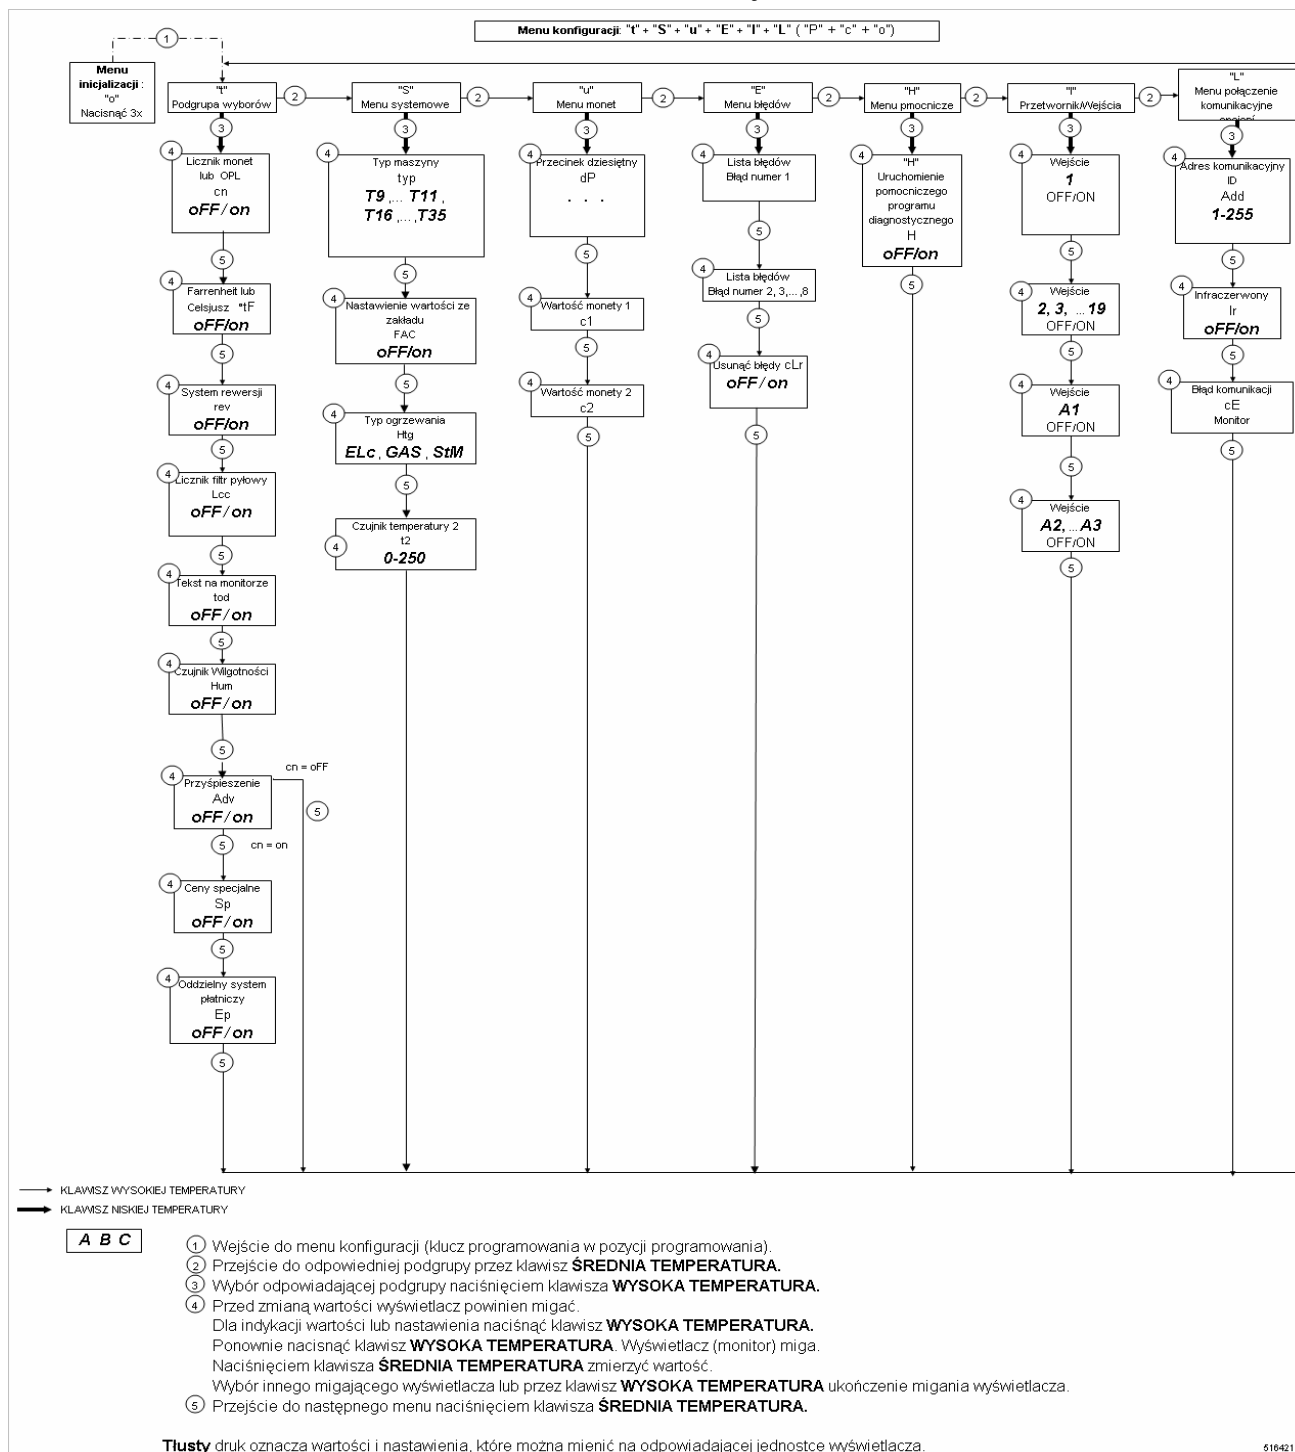 Menu konfiguracji: "t" + "S" + "u" + "E" + "I" + "L" ( "P" + "c" + "o")
1
Menu
inicjalizacji :
"o"
Nacisnąć 3x
"t"
Podgrupa wyborów
2
"S"
Menu systemowe
2
"u"
Menu monet
2
"E"
Menu błędów
2
"H"
Menu pmocnicze
2
"I"
Przetwornik/Wejścia
2
"L"
Menu połączenie
komunikacyjne
3
4
Licznik monet
lub OPL
cn
oFF/on
5
4
Farrenheit lub
Celsjusz °tF
oFF/on
5
4
System rewersji
rev
oFF/on
5
4
Licznik filtr pyłowy
Lcc
oFF/on
5
4
Tekst na monitorze
tod
oFF/on
5
4
Czujnik Wilgotności
Hum
oFF/on
5
4
Przyśpieszenie
Adv
oFF/on
cn = oFF
5
5
cn = on
4
Ceny specjalne
Sp
oFF/on
5
4
Oddzielny system
płatniczy
Ep
oFF/on
5
3
4
Typ maszyny
typ
T9 ,... T11 ,
T16 ,... ,T35
5
4
Nastawienie wartości ze
zakładu
FAC
oFF/on
5
4
Typ ogrzewania
Htg
ELc , GAS , StM
5
4
Czujnik temperatury 2
t2
0-250
3
4
Przecinek dziesiętny
dP
. . .
5
4
Wartość monety 1
c1
5
4
Wartość monety 2
c2
5
3
4
Lista błędów
Błąd numer 1
5
4
Lista błędów
Błąd numer 2, 3,...,8
5
4
Usunąć błędy cLr
oFF/on
5
3
4
"H"
Uruchomienie
pomocniczego
programu
diagnostycznego
H
oFF/on
5
3
4
Wejście
1
OFF/ON
5
4
Wejście
2, 3, ...19
OFF/ON
5
4
Wejście
A1
OFF/ON
5
4
Wejście
A2, ...A3
OFF/ON
5
3
4
Adres komunikacyjny
ID
Add
1-255
5
4
Infraczerwony
Ir
oFF/on
5
4
Błąd komunikacji
cE
Monitor
5
KLAWISZ WYSOKIEJ TEMPERATURY
KLAWISZ NISKIEJ TEMPERATURY
A B C
1 Wejście do menu konfiguracji (klucz programowania w pozycji programowania).
2 Przejście do odpowiedniej podgrupy przez klawisz ŚREDNIA TEMPERATURA.
3 Wybór odpowiadającej podgrupy naciśnięciem klawisza WYSOKA TEMPERATURA.
4 Przed zmianą wartości wyświetlacz powinien migać.
Dla indykacji wartości lub nastawienia naciśnąć klawisz WYSOKA TEMPERATURA.
Ponownie nacisnąć klawisz WYSOKA TEMPERATURA. Wyświetlacz (monitor) miga.
Naciśnięciem klawisza ŚREDNIA TEMPERATURA zmierzyć wartość.
Wybór innego migającego wyświetlacza lub przez klawisz WYSOKA TEMPERATURA ukończenie migania wyświetlacza.
5 Przejście do następnego menu naciśnięciem klawisza ŚREDNIA TEMPERATURA.
Tłusty druk oznacza wartości i nastawienia, które można mienić na odpowiadającej jednostce wyświetlacza.
516421